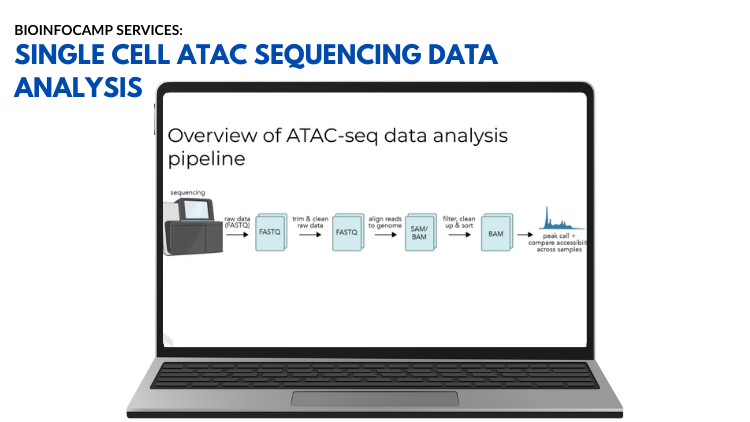 BIOINFOCAMP SERVICES:
SINGLE CELL ATAC SEQUENCING DATA
ANALYSIS
Overview of ATAC-seq data analysis
pipeline
sequencing
raw data
(FASTQ)
FASTQ
trim & clean
raw data
FASTQ
align reads
to genome
SAM/
BAM
filter, clean
up & sort
BAM
peak call +
compare accessibilit
across samples